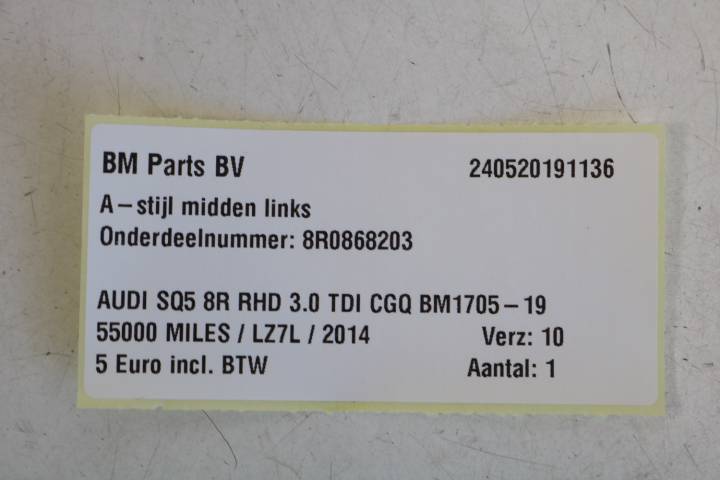 BM Parts BV 240520191136
A-stijl midden links
Onderdeelnummer: 8R0868203
AUDI SQ5 8R RHD 3.0 TDI CGQ BM1705-19
55000 MILES / LZ7L / 2014 Verz: 10
5 Euro incl. BTW Aantal: 1